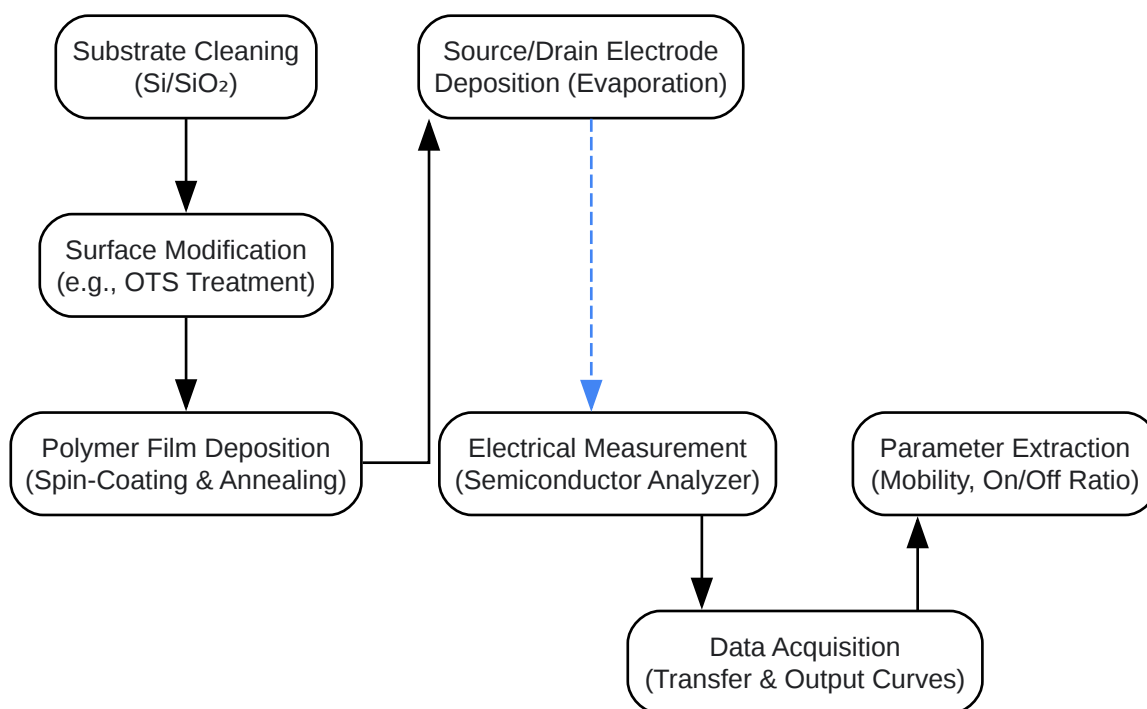 Substrate Cleaning
(Si/SiO₂)
Surface Modification
(e.g., OTS Treatment)
Polymer Film Deposition
(Spin-Coating & Annealing)
Source/Drain Electrode
Deposition (Evaporation)
Electrical Measurement
(Semiconductor Analyzer)
Data Acquisition
(Transfer & Output Curves)
Parameter Extraction
(Mobility, On/Off Ratio)